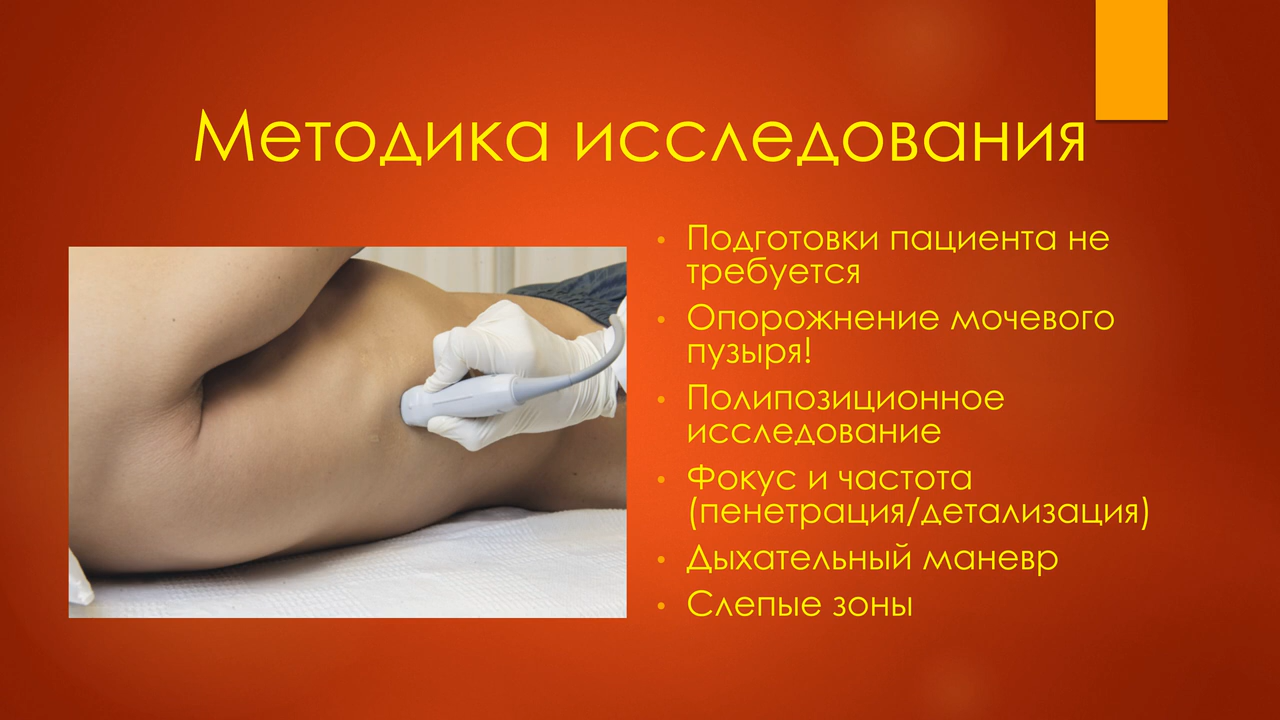 Методика исследования
• Подготовки пациента не
требуется
• Опорожнение мочевого
пузыря!
• Полипозиционное
исследование
• Фокус и частота
(пенетрация/детализация)
• Дыхательный маневр
• Слепые зоны